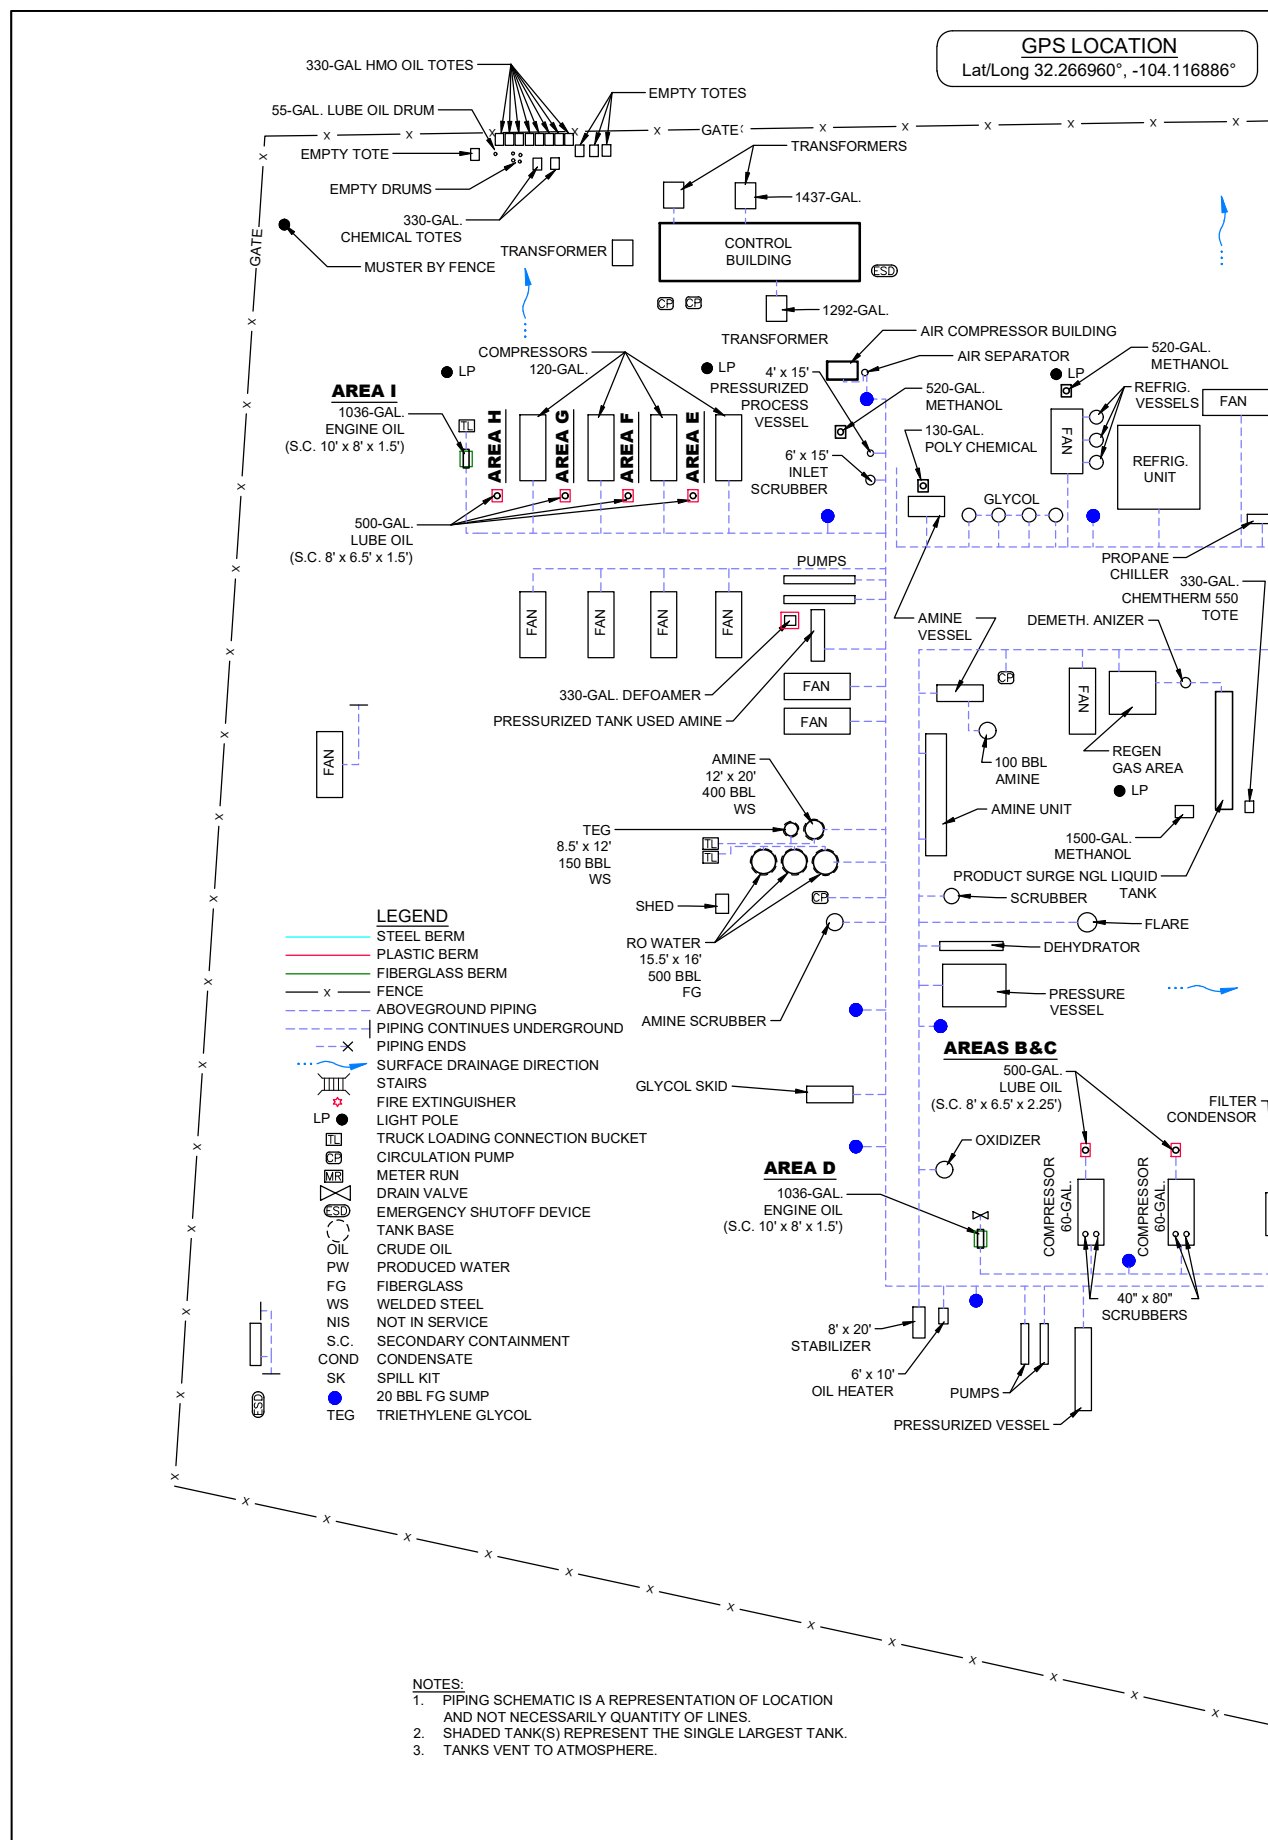 GPS LOCATION
Lat/Long 32.266960°, -104.116886°
330-GAL HMO OIL TOTES
EMPTY TOTES
55-GAL. LUBE OIL DRUM
GATE
EMPTY TOTE
TRANSFORMERS
EMPTY DRUMS
1437-GAL.
330-GAL.
CHEMICAL TOTES
GATE
MUSTER BY FENCE
TRANSFORMER
CONTROL
BUILDING
ESD
CP
CP
1292-GAL.
TRANSFORMER
AIR COMPRESSOR BUILDING
AIR SEPARATOR
COMPRESSORS
120-GAL.
LP
LP
LP
4' x 15'
PRESSURIZED
PROCESS
VESSEL
520-GAL.
METHANOL
520-GAL.
METHANOL
REFRIG.
VESSELS
FAN
AREA I
1036-GAL.
ENGINE OIL
(S.C. 10' x 8' x 1.5')
TL
AREA H
AREA G
AREA F
AREA E
130-GAL.
POLY CHEMICAL
FAN
REFRIG.
UNIT
6' x 15'
INLET
SCRUBBER
GLYCOL
500-GAL.
LUBE OIL
(S.C. 8' x 6.5' x 1.5')
PUMPS
PROPANE
CHILLER
330-GAL.
CHEMTHERM 550
TOTE
FAN
FAN
FAN
FAN
AMINE
VESSEL
DEMETH. ANIZER
CP
FAN
330-GAL. DEFOAMER
FAN
PRESSURIZED TANK USED AMINE
FAN
FAN
100 BBL
AMINE
REGEN
GAS AREA
LP
AMINE
12' x 20'
400 BBL
WS
AMINE UNIT
TEG
8.5' x 12'
150 BBL
WS
TL
TL
1500-GAL.
METHANOL
PRODUCT SURGE NGL LIQUID
TANK
SHED
CP
SCRUBBER
FLARE
RO WATER
15.5' x 16'
500 BBL
FG
DEHYDRATOR
PRESSURE
VESSEL
AMINE SCRUBBER
LEGEND
STEEL BERM
PLASTIC BERM
FIBERGLASS BERM
x FENCE
ABOVEGROUND PIPING
PIPING CONTINUES UNDERGROUND
PIPING ENDS
SURFACE DRAINAGE DIRECTION
STAIRS
FIRE EXTINGUISHER
LP LIGHT POLE
TL TRUCK LOADING CONNECTION BUCKET
CP CIRCULATION PUMP
MR METER RUN
DRAIN VALVE
ESD EMERGENCY SHUTOFF DEVICE
TANK BASE
OIL CRUDE OIL
PW PRODUCED WATER
FG FIBERGLASS
WS WELDED STEEL
NIS NOT IN SERVICE
S.C. SECONDARY CONTAINMENT
COND CONDENSATE
SK SPILL KIT
20 BBL FG SUMP
TEG TRIETHYLENE GLYCOL
ESD
GLYCOL SKID
AREAS B&C
500-GAL.
LUBE OIL
(S.C. 8' x 6.5' x 2.25')
FILTER
CONDENSOR
OXIDIZER
AREA D
1036-GAL.
ENGINE OIL
(S.C. 10' x 8' x 1.5')
COMPRESSOR
60-GAL.
COMPRESSOR
60-GAL.
40" x 80"
SCRUBBERS
8' x 20'
STABILIZER
6' x 10'
OIL HEATER
PUMPS
PRESSURIZED VESSEL
NOTES:
1. PIPING SCHEMATIC IS A REPRESENTATION OF LOCATION
AND NOT NECESSARILY QUANTITY OF LINES.
2. SHADED TANK(S) REPRESENT THE SINGLE LARGEST TANK.
3. TANKS VENT TO ATMOSPHERE.